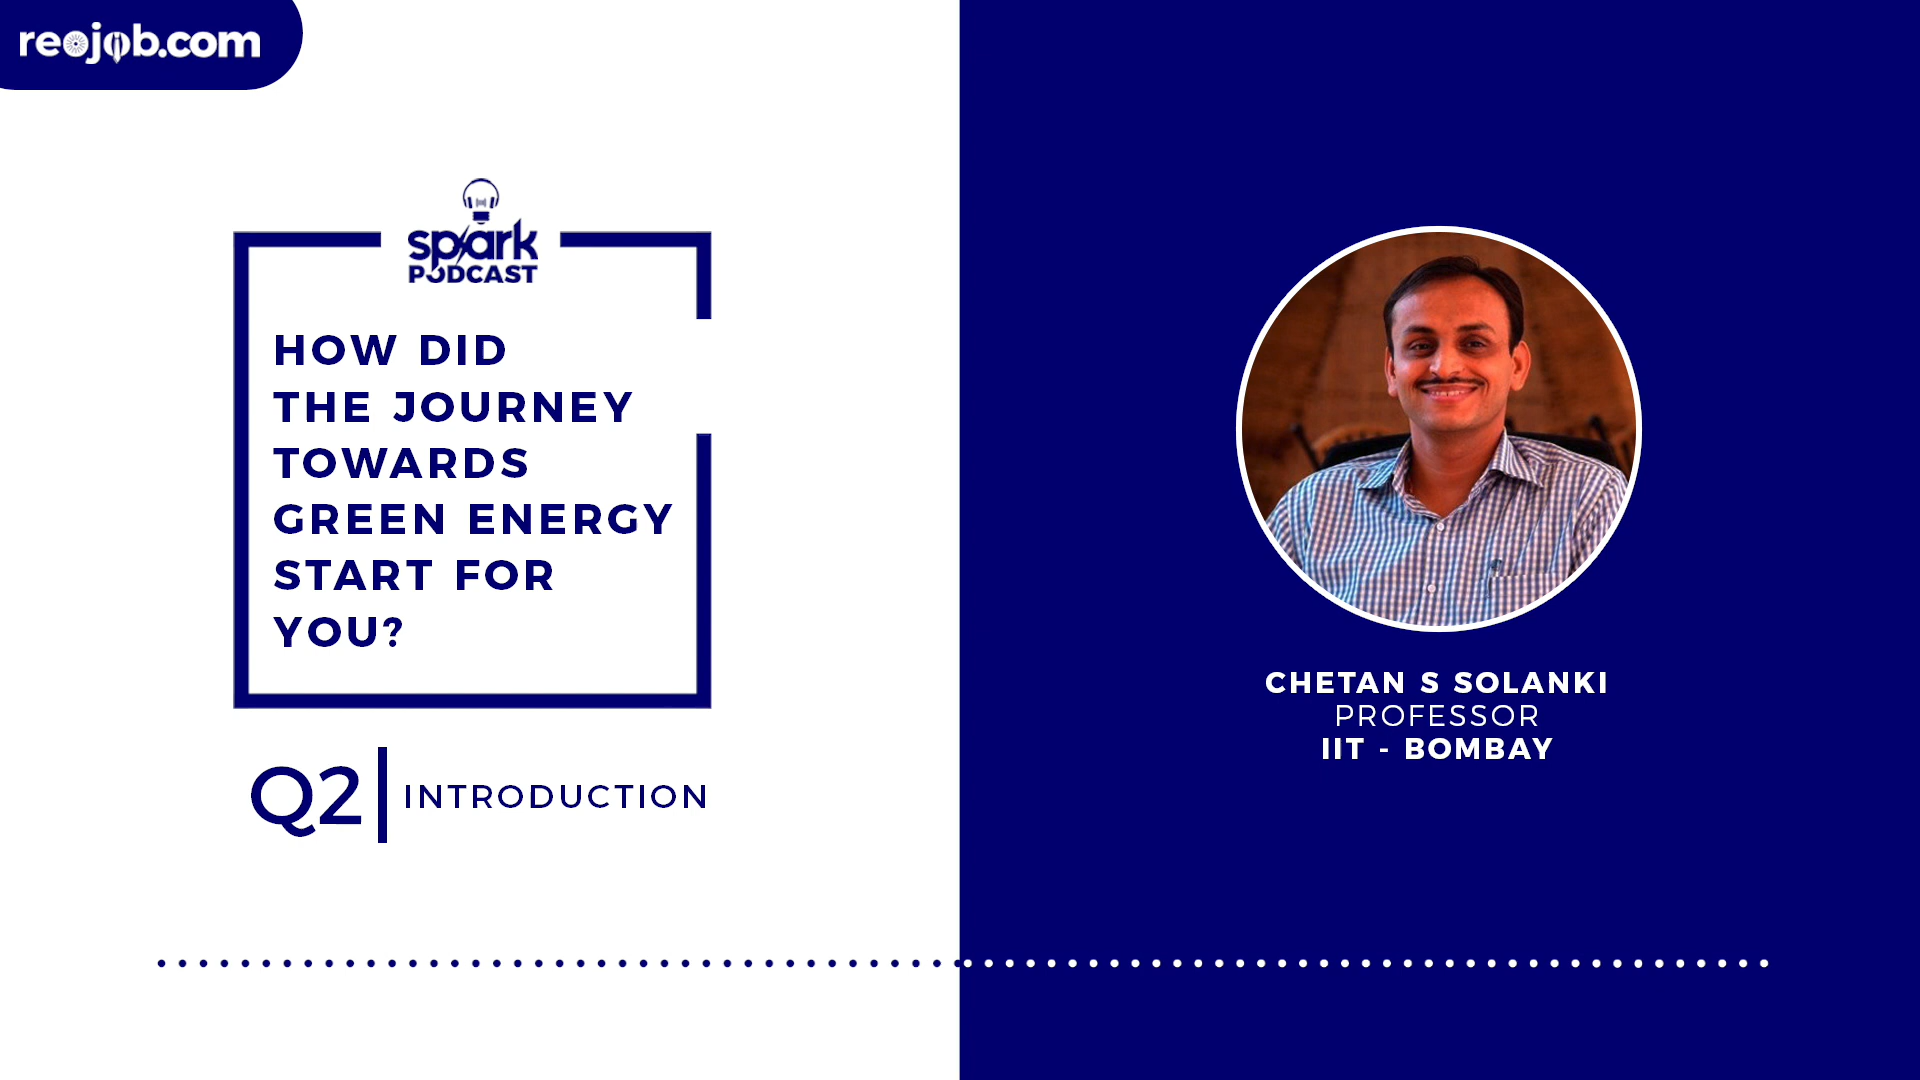 reojob.com
spark
PODCAST
HOW DID
THE JOURNEY
TOWARDS
GREEN ENERGY
START FOR
YOU?
Q2 INTRODUCTION
CHETAN S SOLANKI
PROFESSOR
IIT - BOMBAY